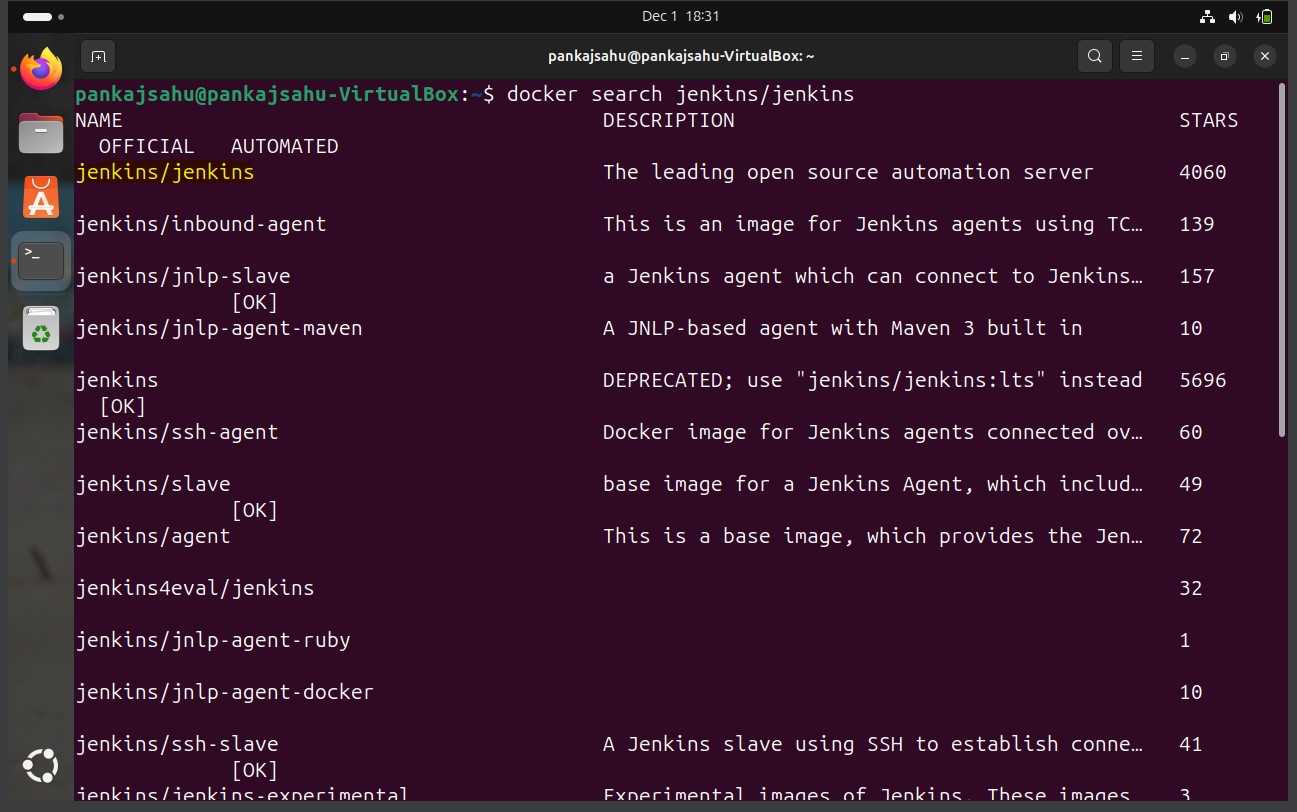 Dec 1 18:31
pankajsahu@pankajsahu-VirtualBox: ~
pankajsahu@pankajsahu-VirtualBox:~$ docker search jenkins/jenkins
NAME DESCRIPTION STARS
OFFICIAL AUTOMATED
jenkins/jenkins The leading open source automation server 4060
jenkins/inbound-agent This is an image for Jenkins agents using TC… 139
jenkins/jnlp-slave a Jenkins agent which can connect to Jenkins… 157
[OK]
jenkins/jnlp-agent-maven A JNLP-based agent with Maven 3 built in 10
jenkins DEPRECATED; use "jenkins/jenkins:lts" instead 5696
[OK]
jenkins/ssh-agent Docker image for Jenkins agents connected ov… 60
jenkins/slave base image for a Jenkins Agent, which includ… 49
[OK]
jenkins/agent This is a base image, which provides the Jen… 72
jenkins4eval/jenkins 32
jenkins/jnlp-agent-ruby 1
jenkins/jnlp-agent-docker 10
jenkins/ssh-slave A Jenkins slave using SSH to establish conne… 41
[OK]
jenkins/jenkins-experimental Experimental images of Jenkins. These images 3